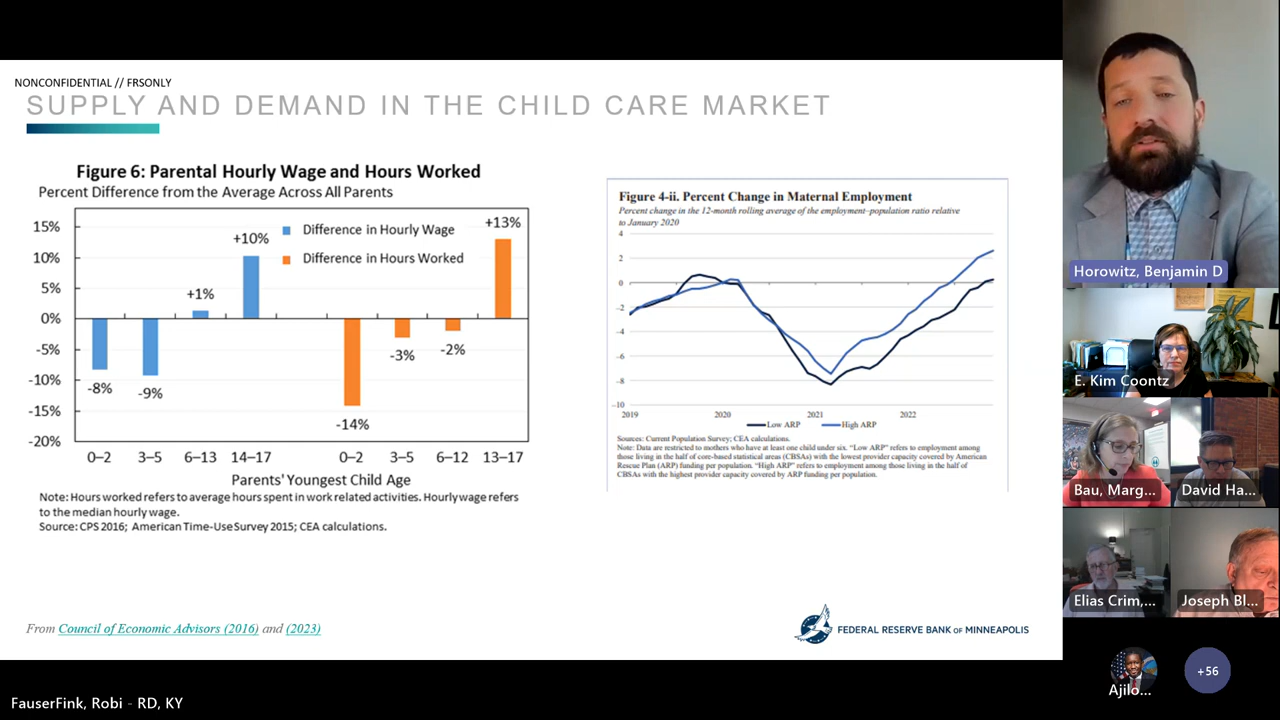 NONCONFIDENTIAL // FRSONLY
SUPPLY AND DEMAND IN THE CHILD CARE MARKET
Figure 6: Parental Hourly Wage and Hours Worked
Percent Difference from the Average Across All Parents
15%
10%
5%
0%
-5%
-10%
-15%
-20%
Difference in Hourly Wage
Difference in Hours Worked
-8%
-9%
+1%
+10%
-14%
-3%
-2%
+13%
0–2 3–5 6–13 14–17 0–2 3–5 6–12 13–17
Parents' Youngest Child Age
Note: Hours worked refers to average hours spent in work related activities. Hourly wage refers
to the median hourly wage.
Source: CPS 2016; American Time-Use Survey 2015; CEA calculations.
Figure 4-ii. Percent Change in Maternal Employment
Percent change in the 12-month rolling average of the employment–population ratio relative
to January 2020
4
2
0
-2
-4
-6
-8
-10
2019 2020 2021 2022
Low ARP High ARP
Sources: Current Population Survey; CEA calculations.
Note: Data are restricted to mothers who have at least one child under six. "Low ARP" refers to employment among
those living in the half of core-based statistical areas (CBSAs) with the lowest provider capacity covered by American
Rescue Plan (ARP) funding per population. "High ARP" refers to employment among those living in the half of
CBSAs with the highest provider capacity covered by ARP funding per population.
From Council of Economic Advisors (2016) and (2023)
FEDERAL RESERVE BANK OF MINNEAPOLIS
Horowitz, Benjamin D
E. Kim Coontz
Bau, Marg...
David Ha...
Elias Crim,...
Joseph Bl...
Ajilo...
+56
FauserFink, Robi - RD, KY